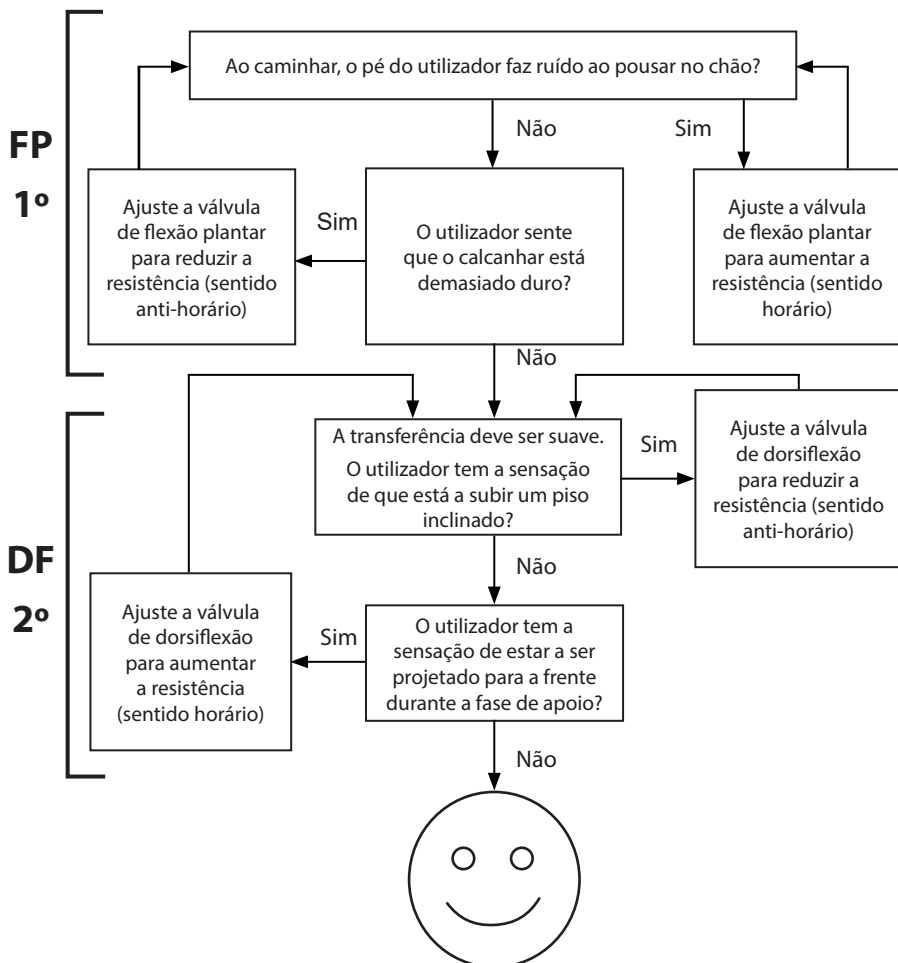 FP
1º
Ao caminhar, o pé do utilizador faz ruído ao pousar no chão?
Não
Sim
Ajuste a válvula
de flexão plantar
para reduzir a
resistência (sentido
anti-horário)
Sim
O utilizador sente
que o calcanhar está
demasiado duro?
Ajuste a válvula
de flexão plantar
para aumentar a
resistência (sentido
horário)
Não
DF
2º
A transferência deve ser suave.
O utilizador tem a sensação
de que está a subir um piso
inclinado?
Sim
Ajuste a válvula
de dorsiflexão
para reduzir a
resistência (sentido
anti-horário)
Não
Ajuste a válvula
de dorsiflexão
para aumentar
a resistência
(sentido horário)
Sim
O utilizador tem a
sensação de estar a ser
projetado para a frente
durante a fase de apoio?
Não